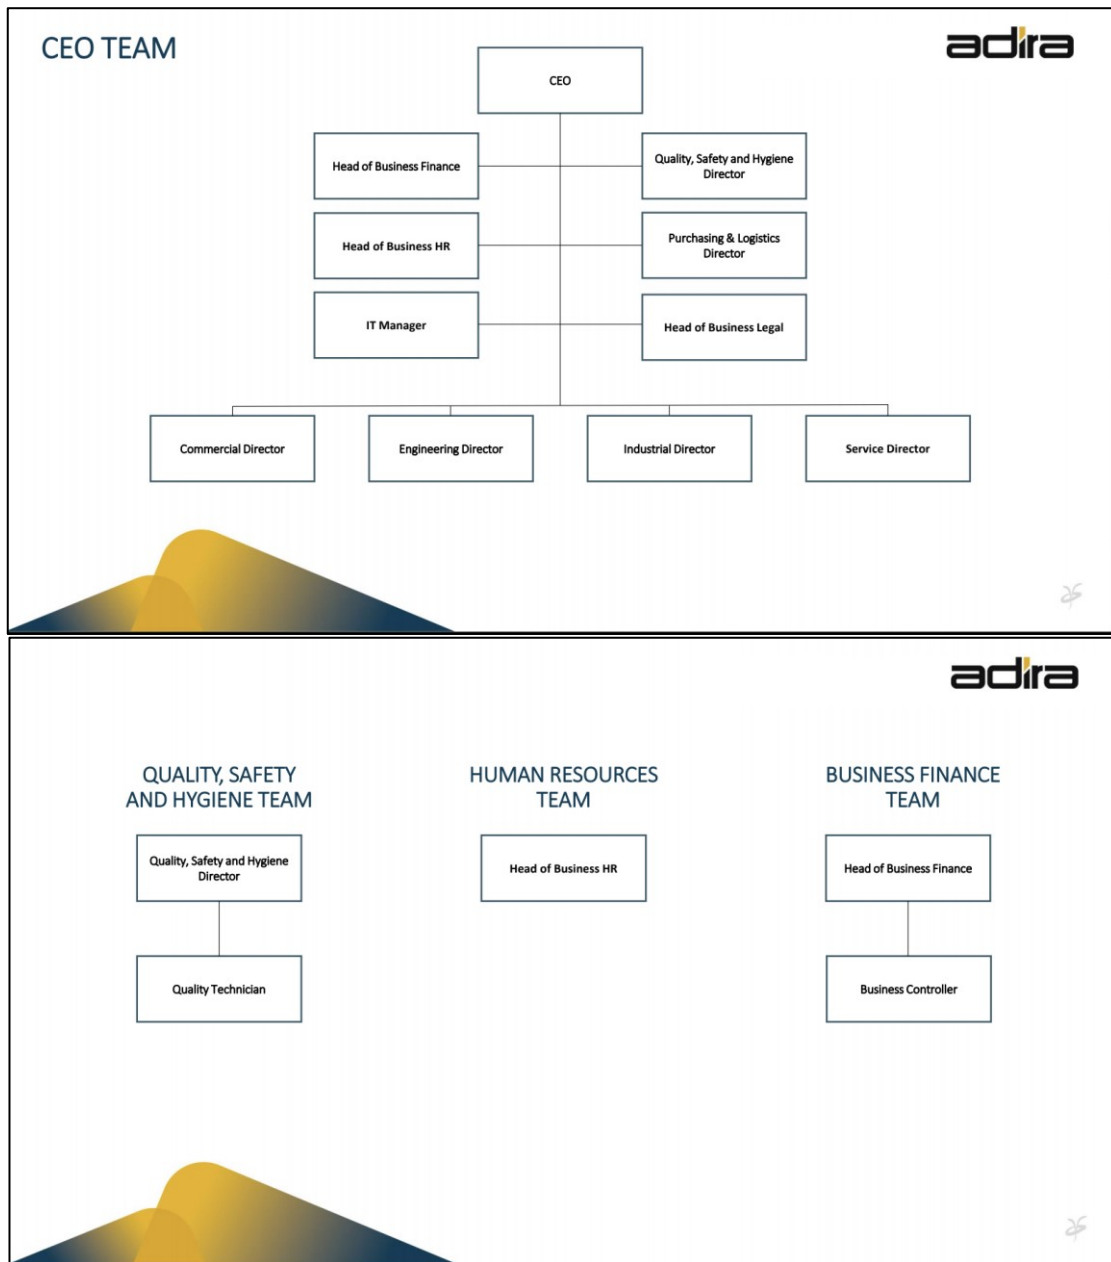 CEO TEAM
adira
CEO
Head of Business Finance
Quality, Safety and Hygiene
Director
Head of Business HR
Purchasing & Logistics
Director
IT Manager
Head of Business Legal
Commercial Director
Engineering Director
Industrial Director
Service Director
adira
QUALITY, SAFETY
AND HYGIENE TEAM
HUMAN RESOURCES
TEAM
BUSINESS FINANCE
TEAM
Quality, Safety and Hygiene
Director
Head of Business HR
Head of Business Finance
Quality Technician
Business Controller